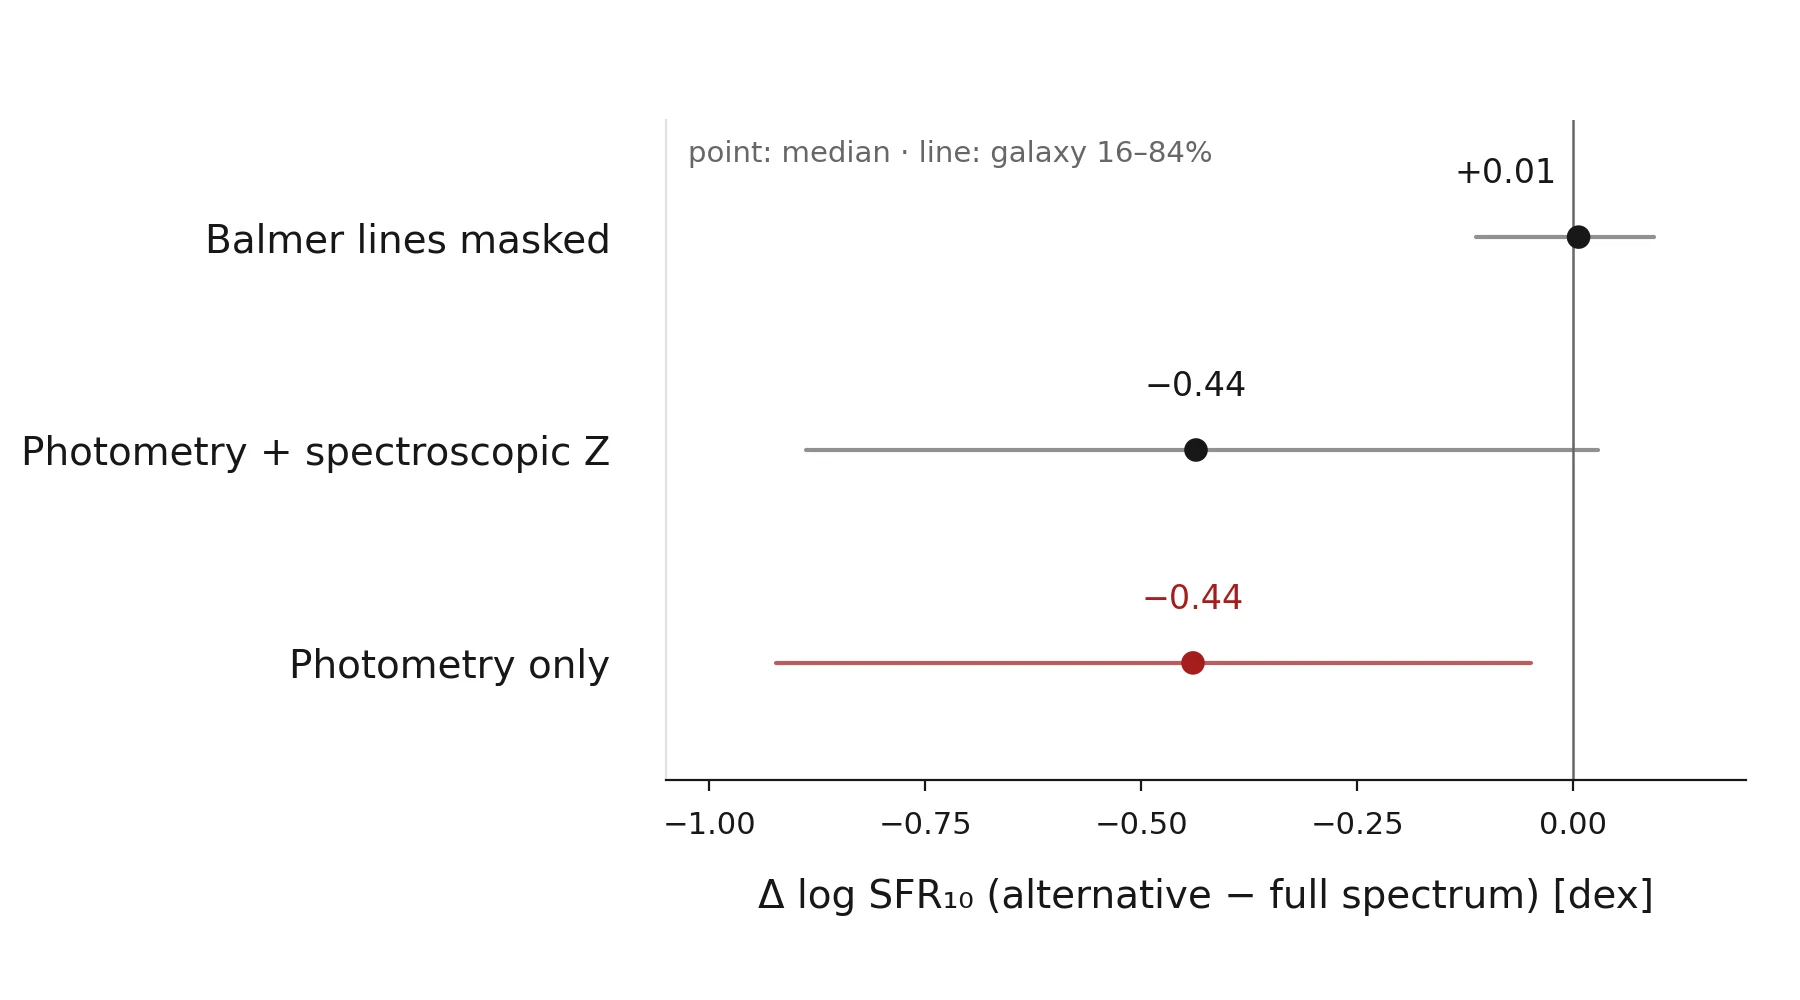 point: median · line: galaxy 16–84%
+0.01
Balmer lines masked
−0.44
Photometry + spectroscopic Z
−0.44
Photometry only
−1.00 −0.75 −0.50 −0.25 0.00
Δ log SFR₁₀ (alternative − full spectrum) [dex]